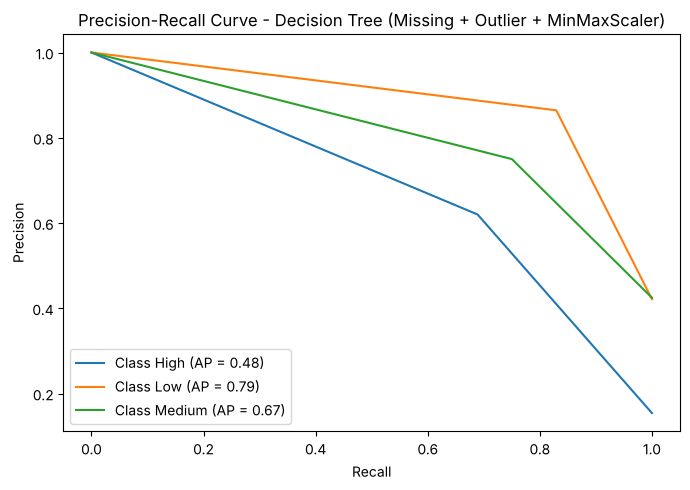 Precision-Recall Curve - Decision Tree (Missing + Outlier + MinMaxScaler)
Precision
1.0
0.8
0.6
0.4
0.2
Class High (AP = 0.48)
Class Low (AP = 0.79)
Class Medium (AP = 0.67)
0.0 0.2 0.4 0.6 0.8 1.0
Recall